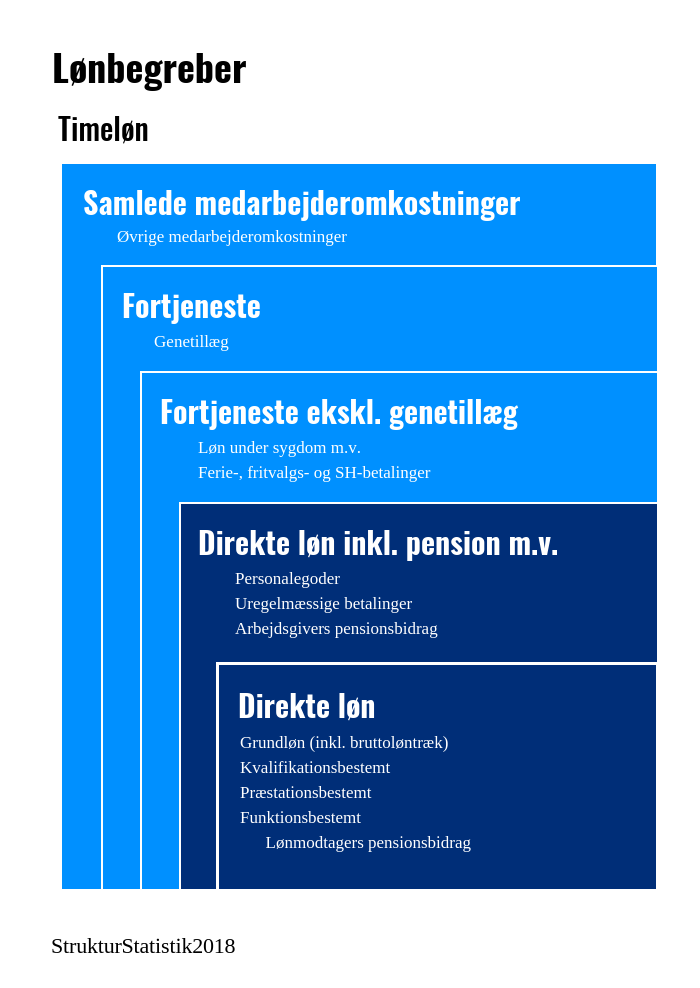 Lønbegreber
Timeløn
Samlede medarbejderomkostninger
Øvrige medarbejderomkostninger
Fortjeneste
Genetillæg
Fortjeneste ekskl. genetillæg
Løn under sygdom m.v.
Ferie-, fritvalgs- og SH-betalinger
Direkte løn inkl. pension m.v.
Personalegoder
Uregelmæssige betalinger
Arbejdsgivers pensionsbidrag
Direkte løn
Grundløn (inkl. bruttoløntræk)
Kvalifikationsbestemt
Præstationsbestemt
Funktionsbestemt
Lønmodtagers pensionsbidrag
StrukturStatistik2018